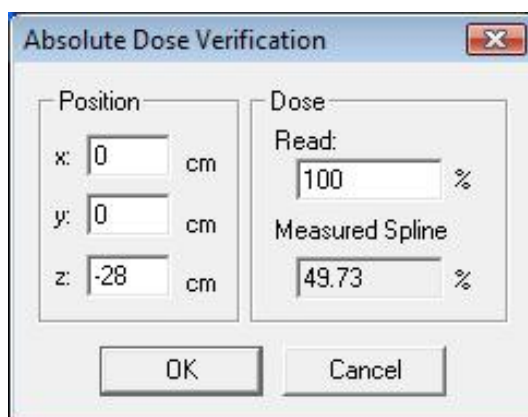 Absolute Dose Verification
Position
x: 0 cm
y: 0 cm
z: -28 cm
Dose
Read:
100 %
Measured Spline
49.73 %
OK Cancel